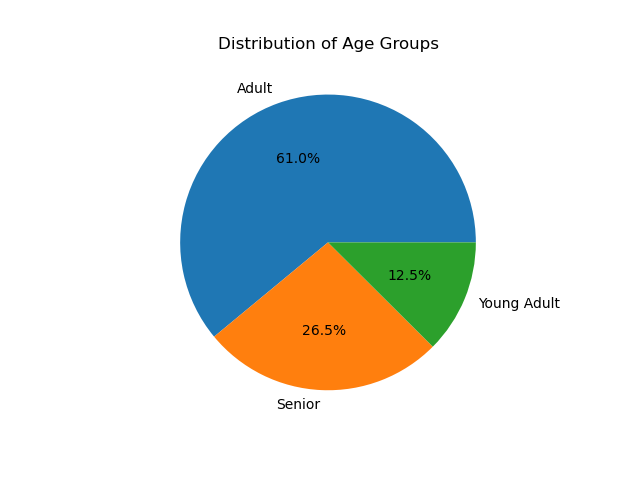 Distribution of Age Groups
Adult
61.0%
12.5%
Young Adult
26.5%
Senior